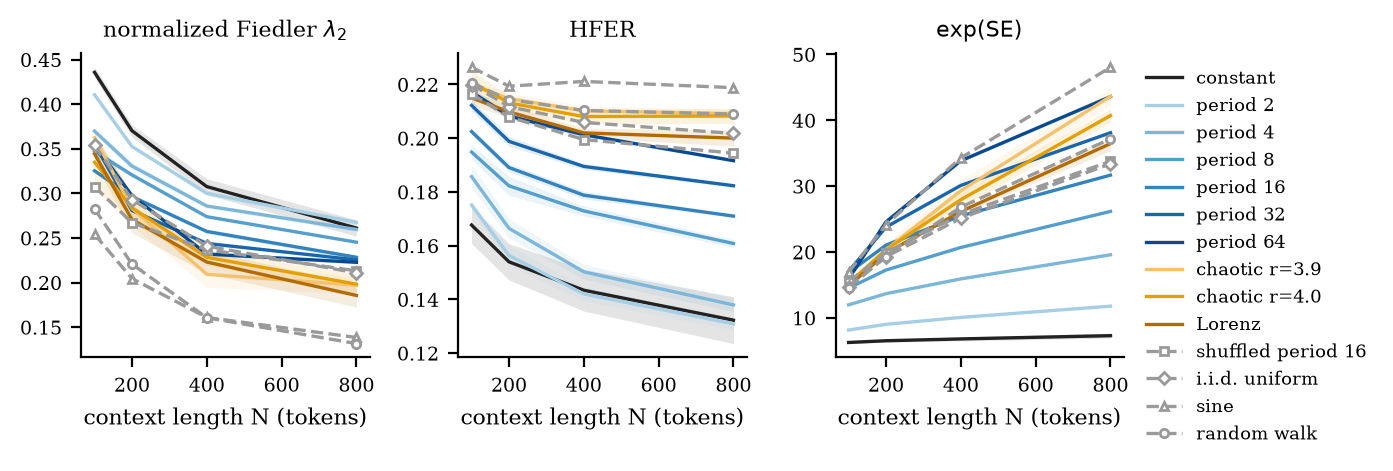 normalized Fiedler λ2
HFER
exp(SE)
0.45
0.40
0.35
0.30
0.25
0.20
0.15
200
400
600
800
context length N (tokens)
0.22
0.20
0.18
0.16
0.14
0.12
200
400
600
800
context length N (tokens)
50
40
30
20
10
200
400
600
800
context length N (tokens)
constant
period 2
period 4
period 8
period 16
period 32
period 64
chaotic r=3.9
chaotic r=4.0
Lorenz
shuffled period 16
i.i.d. uniform
sine
random walk